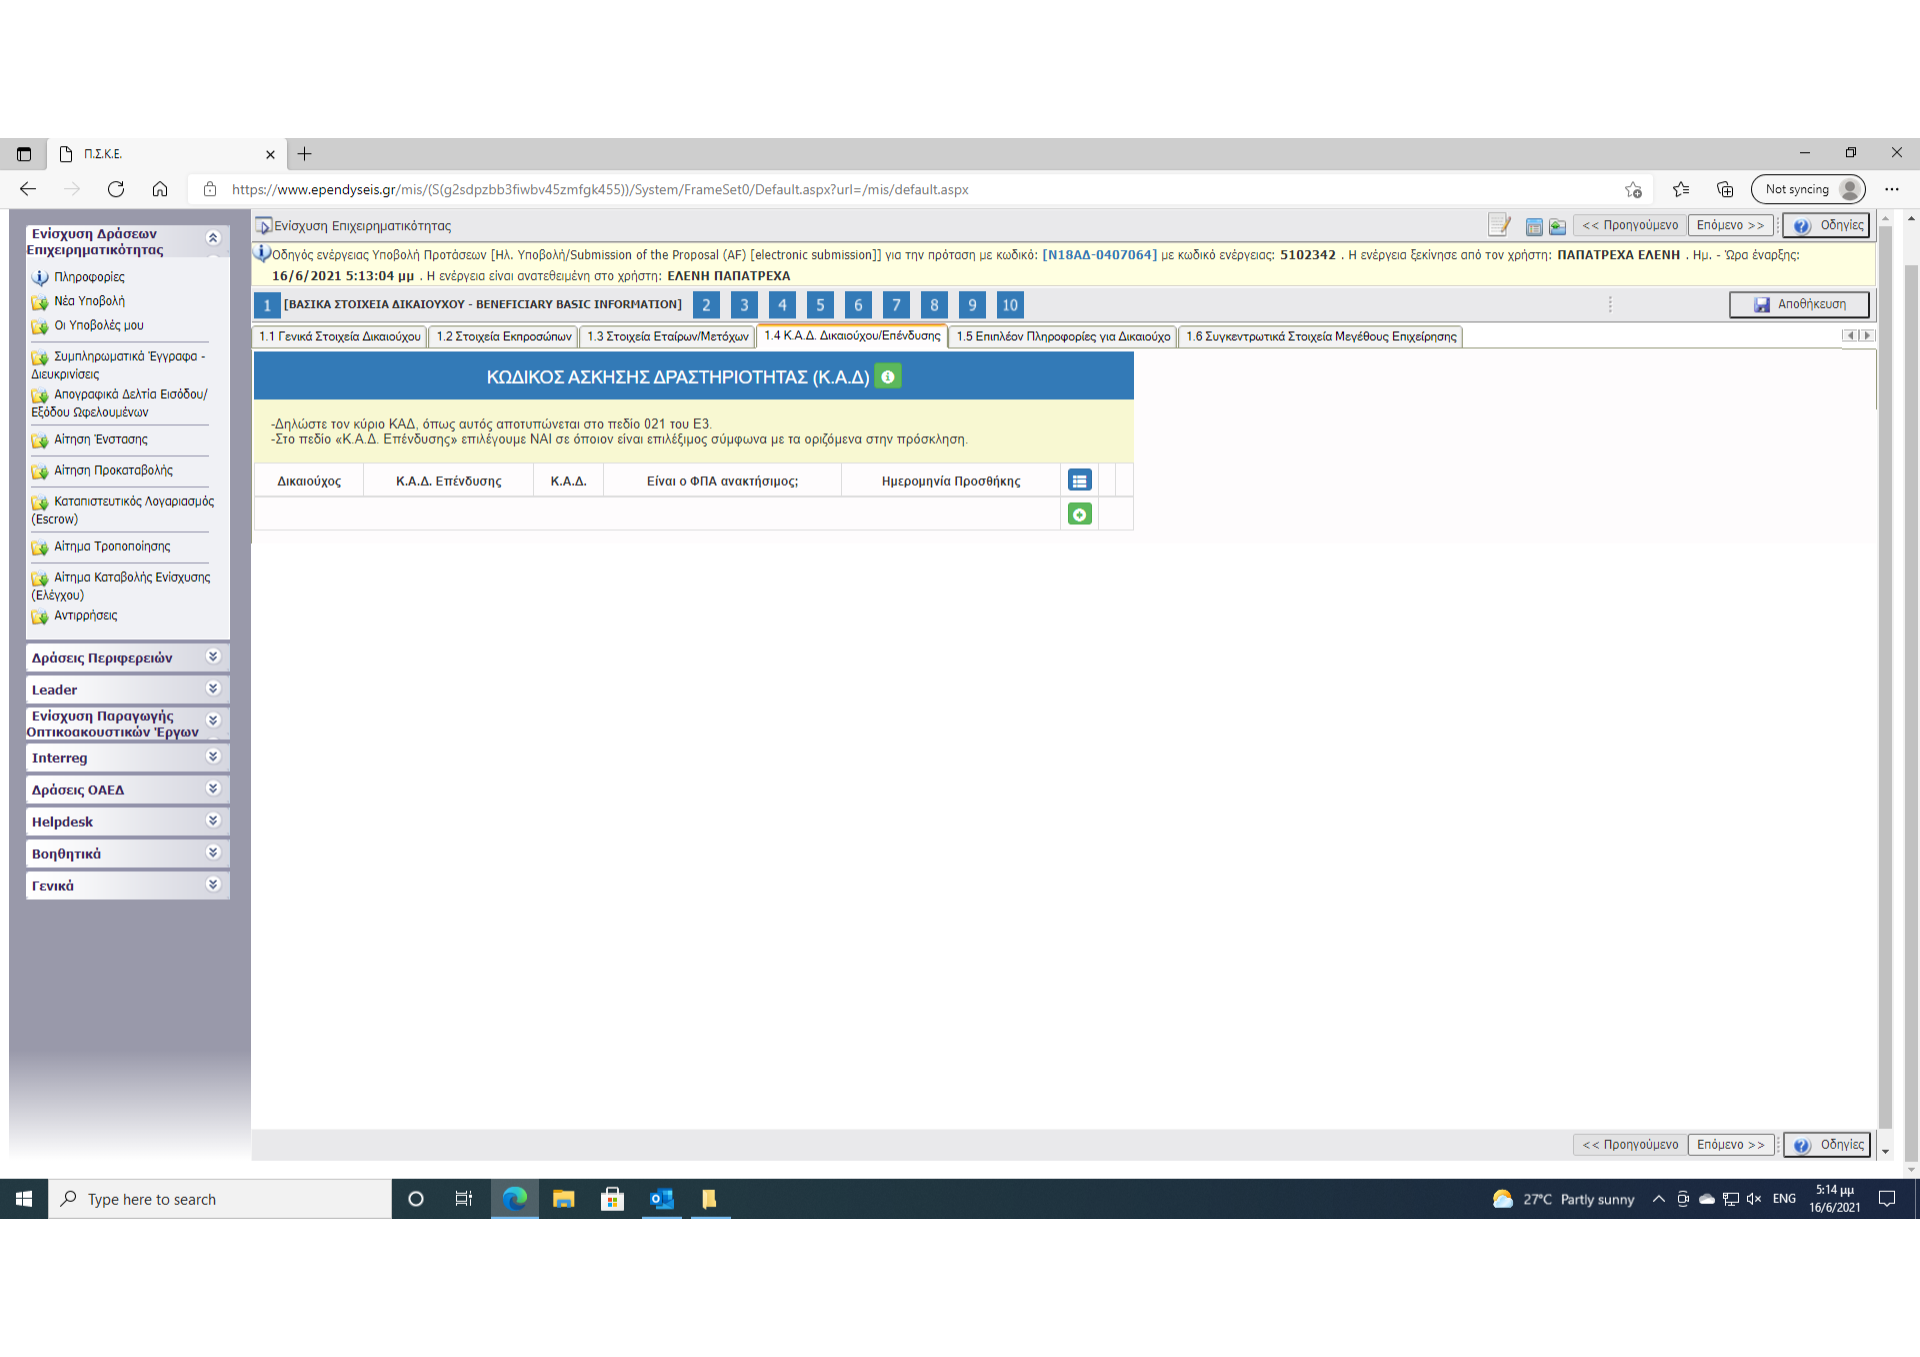 Π.Σ.Κ.Ε.
https://www.ependyseis.gr/mis/(S(g2sdpzbb3fiwbv45zmfgk455))/System/FrameSet0/Default.aspx?url=/mis/default.aspx
Not syncing
Ενίσχυση Δράσεων
Επιχειρηματικότητας
Πληροφορίες
Νέα Υποβολή
Οι Υποβολές μου
Συμπληρωματικά Έγγραφα -
Διευκρινίσεις
Απογραφικά Δελτία Εισόδου/
Εξόδου Ωφελουμένων
Αίτηση Ένστασης
Αίτηση Προκαταβολής
Καταπιστευτικός Λογαριασμός
(Escrow)
Αίτημα Τροποποίησης
Αίτημα Καταβολής Ενίσχυσης
(Ελέγχου)
Αντιρρήσεις
Δράσεις Περιφερειών
Leader
Ενίσχυση Παραγωγής
Οπτικοακουστικών Έργων
Interreg
Δράσεις ΟΑΕΔ
Helpdesk
Βοηθητικά
Γενικά
Ενίσχυση Επιχειρηματικότητας
<< Προηγούμενο Επόμενο >> Οδηγίες
Οδηγός ενέργειας Υποβολή Προτάσεων [Ηλ. Υποβολή/Submission of the Proposal (AF) [electronic submission]] για την πρόταση με κωδικό: [Ν18ΑΔ-0407064] με κωδικό ενέργειας: 5102342 . Η ενέργεια ξεκίνησε από τον χρήστη: ΠΑΠΑΤΡΕΧΑ ΕΛΕΝΗ . Ημ. - Ώρα έναρξης:
16/6/2021 5:13:04 μμ . Η ενέργεια είναι ανατεθειμένη στο χρήστη: ΕΛΕΝΗ ΠΑΠΑΤΡΕΧΑ
1 [ΒΑΣΙΚΑ ΣΤΟΙΧΕΙΑ ΔΙΚΑΙΟΥΧΟΥ - BENEFICIARY BASIC INFORMATION] 2 3 4 5 6 7 8 9 10 Αποθήκευση
1.1 Γενικά Στοιχεία Δικαιούχου 1.2 Στοιχεία Εκπροσώπων 1.3 Στοιχεία Εταίρων/Μετόχων 1.4 Κ.Α.Δ. Δικαιούχου/Επένδυσης 1.5 Επιπλέον Πληροφορίες για Δικαιούχο 1.6 Συγκεντρωτικά Στοιχεία Μεγέθους Επιχείρησης
ΚΩΔΙΚΟΣ ΑΣΚΗΣΗΣ ΔΡΑΣΤΗΡΙΟΤΗΤΑΣ (Κ.Α.Δ)
-Δηλώστε τον κύριο ΚΑΔ, όπως αυτός αποτυπώνεται στο πεδίο 021 του Ε3.
-Στο πεδίο «Κ.Α.Δ. Επένδυσης» επιλέγουμε ΝΑΙ σε όποιον είναι επιλέξιμος σύμφωνα με τα οριζόμενα στην πρόσκληση.
Δικαιούχος Κ.Α.Δ. Επένδυσης Κ.Α.Δ. Είναι ο ΦΠΑ ανακτήσιμος; Ημερομηνία Προσθήκης
<< Προηγούμενο Επόμενο >> Οδηγίες
Type here to search
27°C Partly sunny
ENG
5:14 μμ
16/6/2021